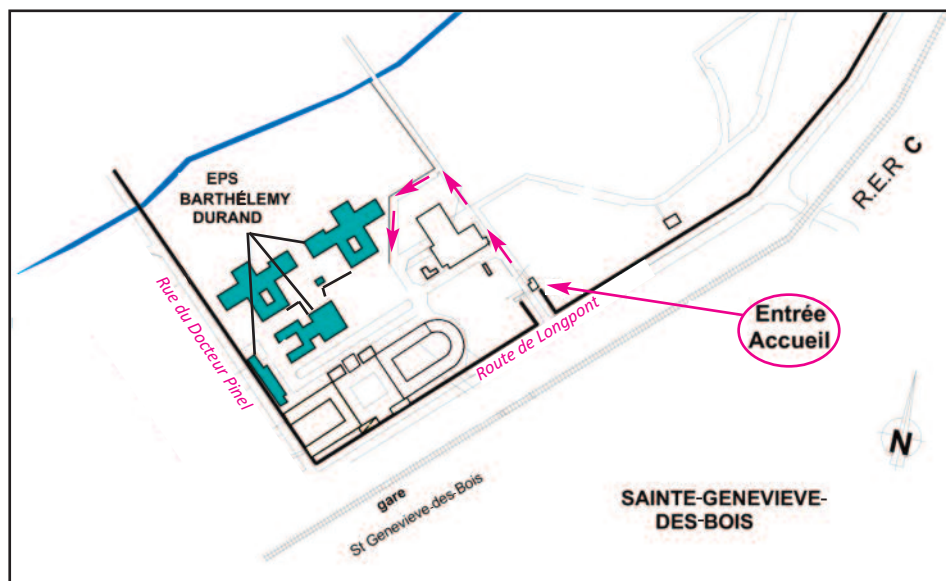 EPS
BARTHÉLEMY
DURAND
R.E.R C
Rue du Docteur Pinel
Route de Longpont
Entrée
Accueil
N
gare
St Genevieve-des-Bois
SAINTE-GENEVIEVE-
DES-BOIS